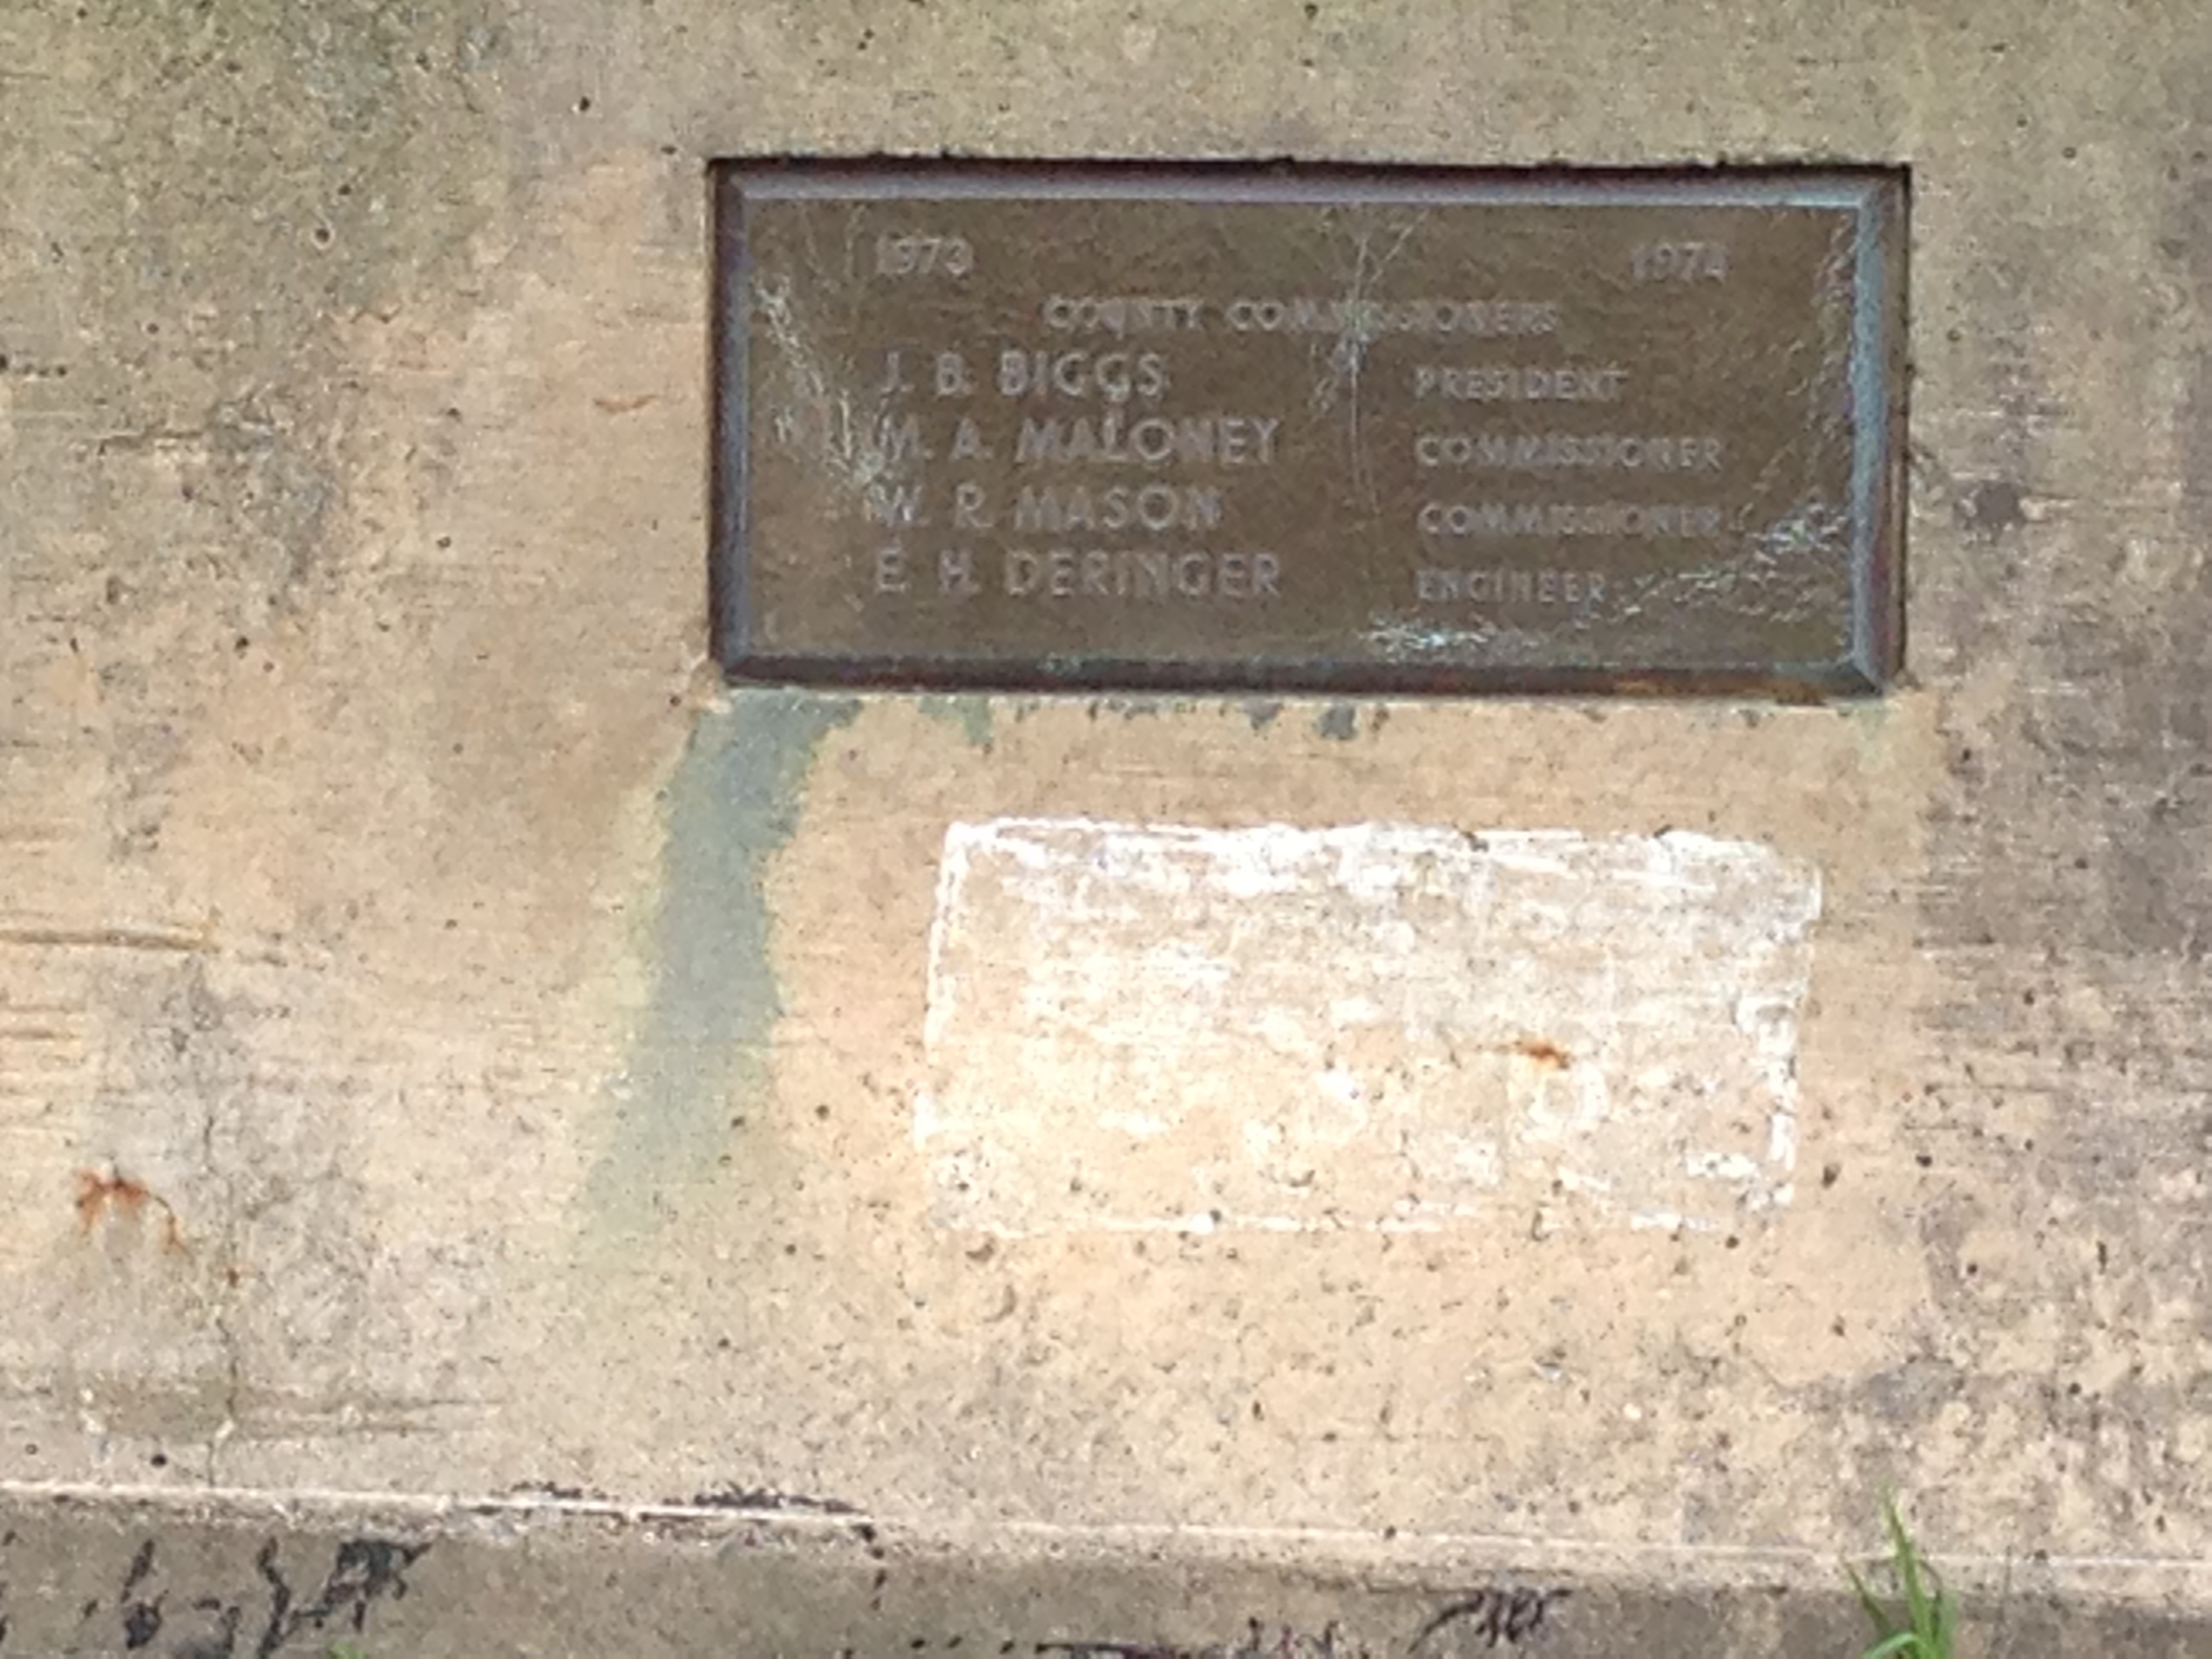 1973 1974
COUNTY COMMISSIONERS
J. B. BIGGS PRESIDENT
M. A. MALONEY COMMISSIONER
W. R. MASON COMMISSIONER
E. H. DERINGER ENGINEER